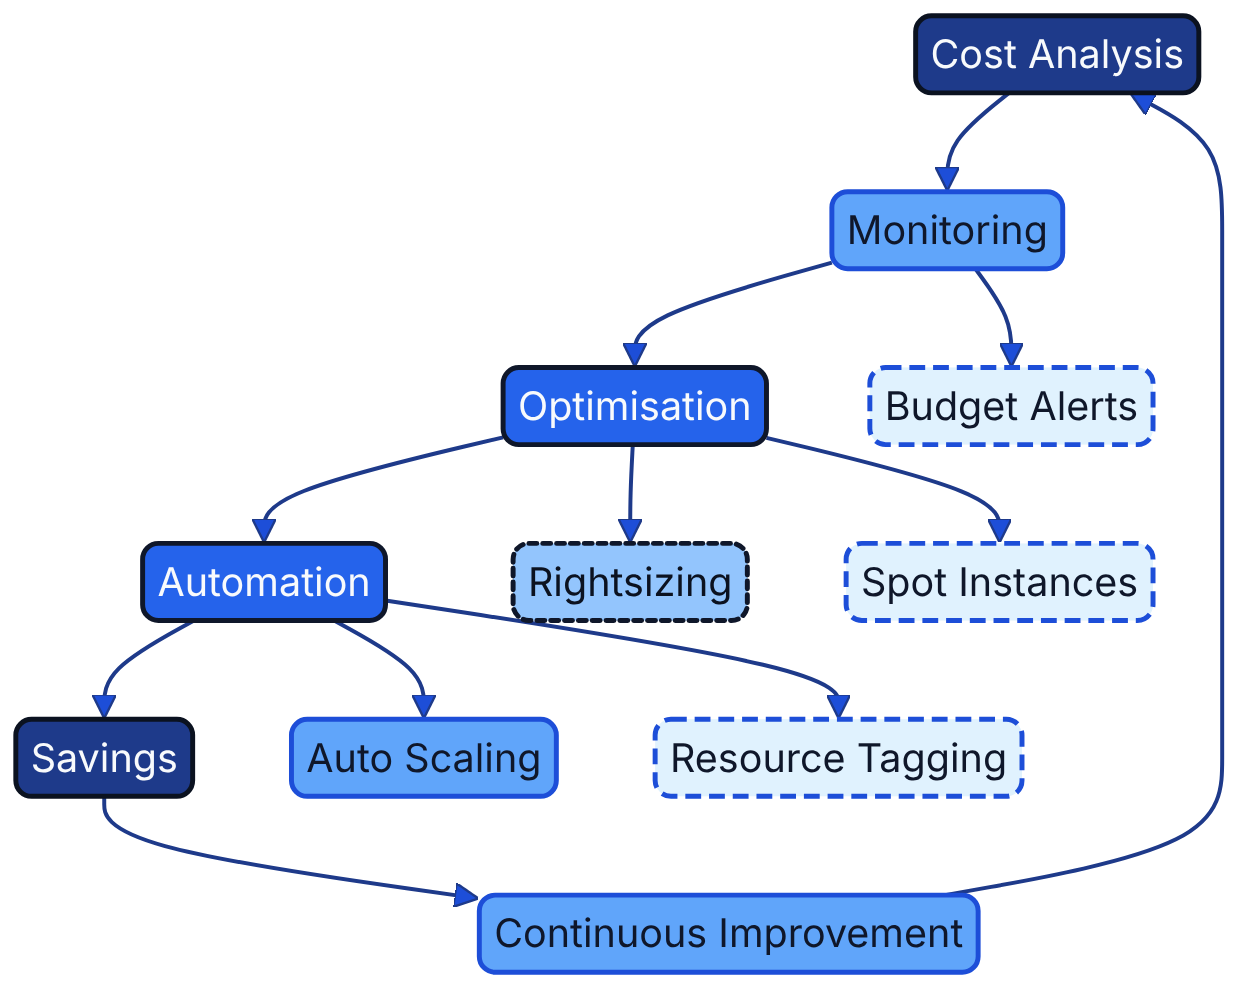 Cost Analysis
Monitoring
Optimisation
Budget Alerts
Automation
Rightsizing
Spot Instances
Savings
Auto Scaling
Resource Tagging
Continuous Improvement